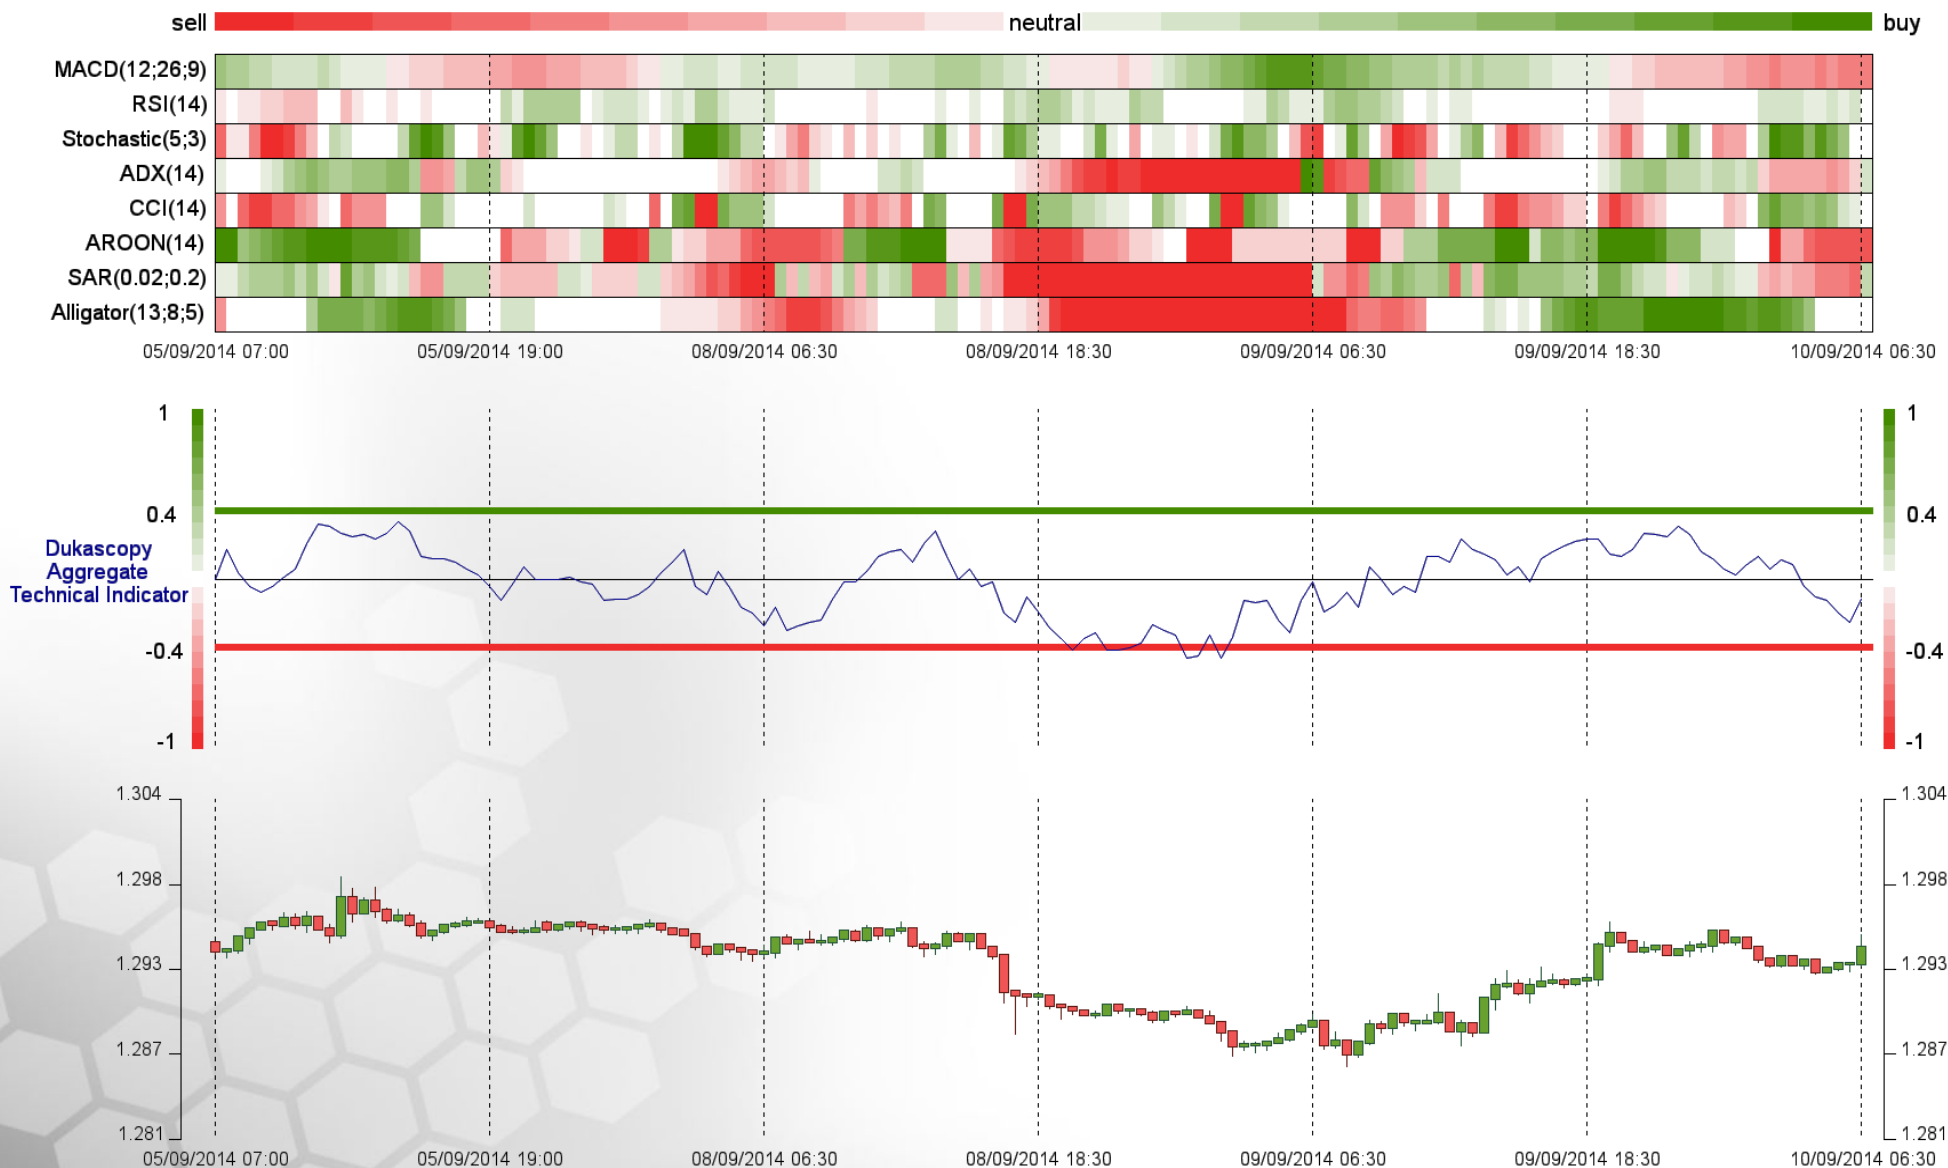 sell neutral buy
MACD(12;26;9)
RSI(14)
Stochastic(5;3)
ADX(14)
CCI(14)
AROON(14)
SAR(0.02;0.2)
Alligator(13;8;5)
05/09/2014 07:00 05/09/2014 19:00 08/09/2014 06:30 08/09/2014 18:30 09/09/2014 06:30 09/09/2014 18:30 10/09/2014 06:30
1 1
0.4 0.4
Dukascopy
Aggregate
Technical Indicator
-0.4 -0.4
-1 -1
1.304 1.304
1.298 1.298
1.293 1.293
1.287 1.287
1.281 1.281
05/09/2014 07:00 05/09/2014 19:00 08/09/2014 06:30 08/09/2014 18:30 09/09/2014 06:30 09/09/2014 18:30 10/09/2014 06:30